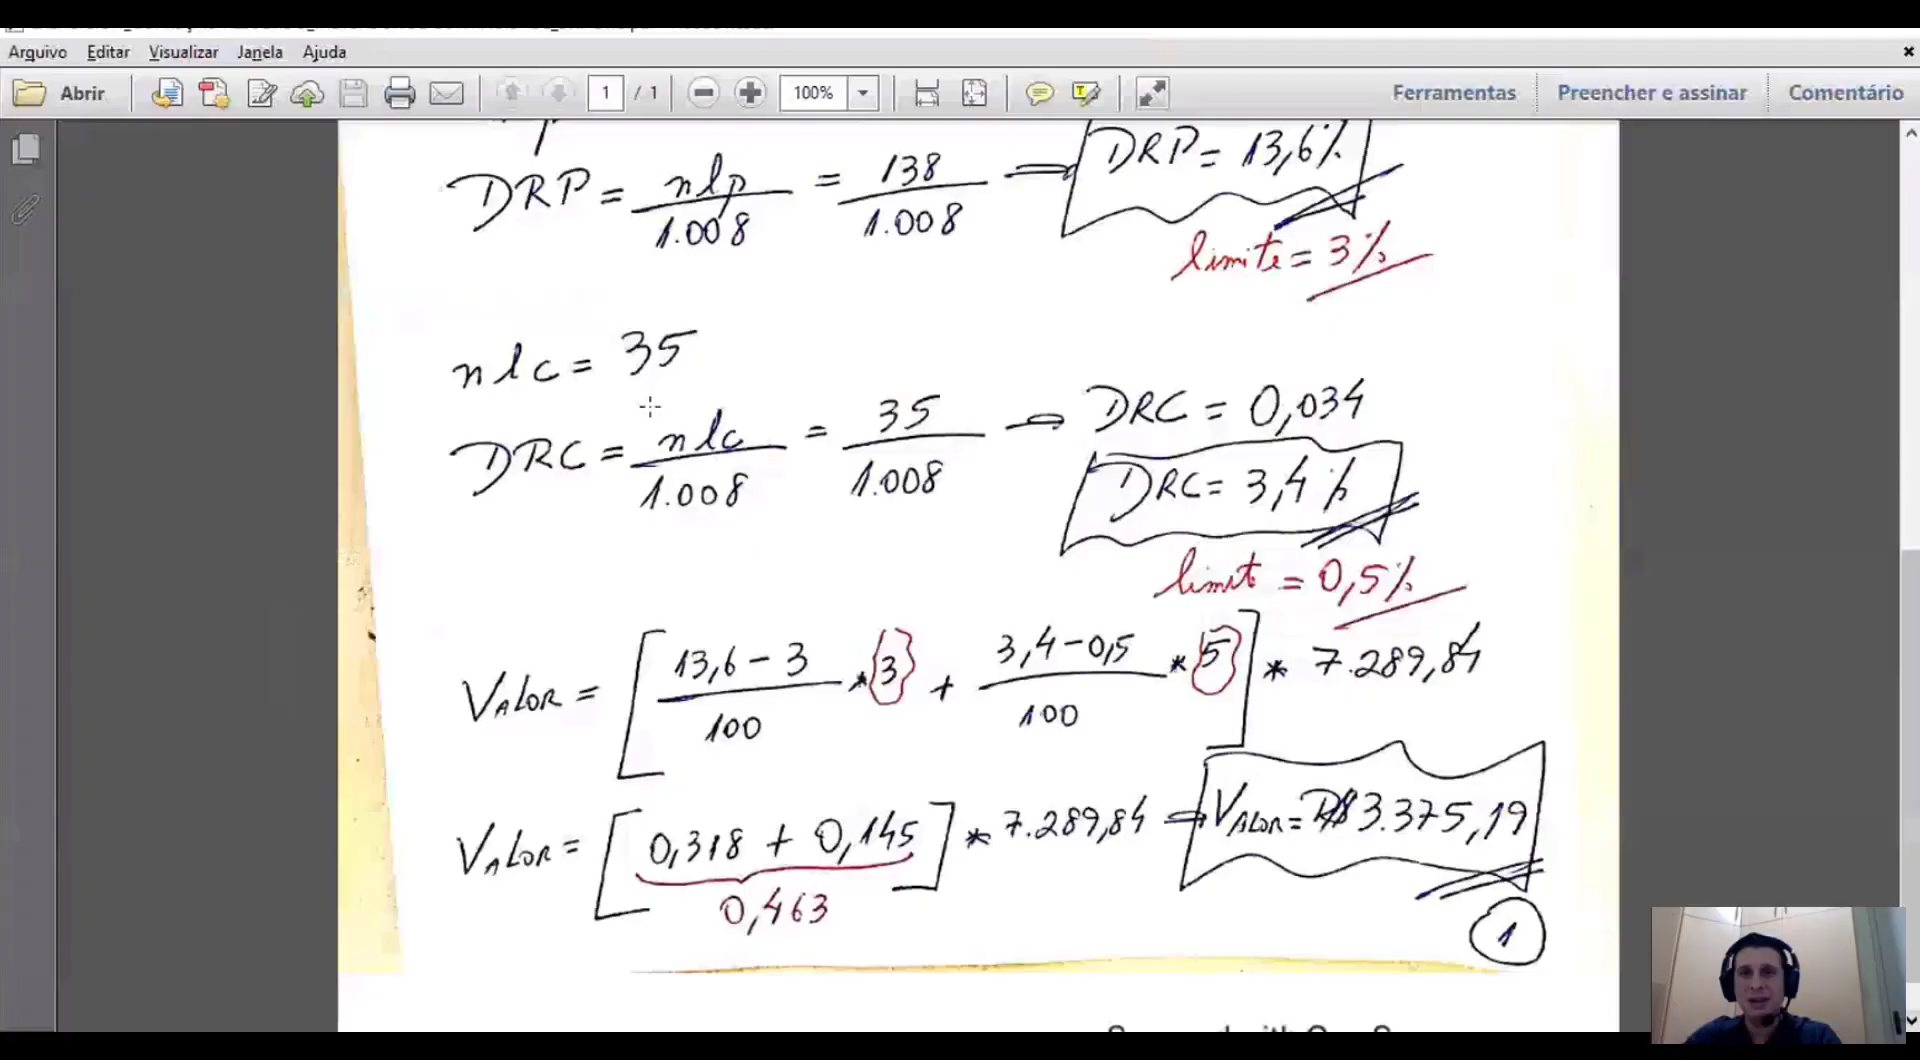 Arquivo Editar Visualizar Janela Ajuda
Abrir 1 / 1 100% Ferramentas Preencher e assinar Comentário
DRP = nlp / 1.008 = 138 / 1.008 ⇒ DRP = 13,6%
limite = 3%
nlc = 35
DRC = nlc / 1.008 = 35 / 1.008 ⇒ DRC = 0,034
DRC = 3,4%
limit = 0,5%
VALOR = [ 13,6 - 3 / 100 * 3 + 3,4 - 0,5 / 100 * 5 ] * 7.289,84
VALOR = [ 0,318 + 0,145 ] * 7.289,84 ⇒ VALOR = R$ 3.375,19
0,463
1